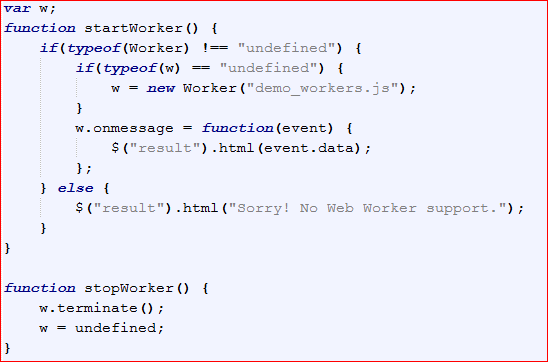 var w;
function startWorker() {
    if(typeof(Worker) !== "undefined") {
        if(typeof(w) == "undefined") {
            w = new Worker("demo_workers.js");
        }
        w.onmessage = function(event) {
            $("result").html(event.data);
        };
    } else {
        $("result").html("Sorry! No Web Worker support.");
    }
}

function stopWorker() {
    w.terminate();
    w = undefined;
}